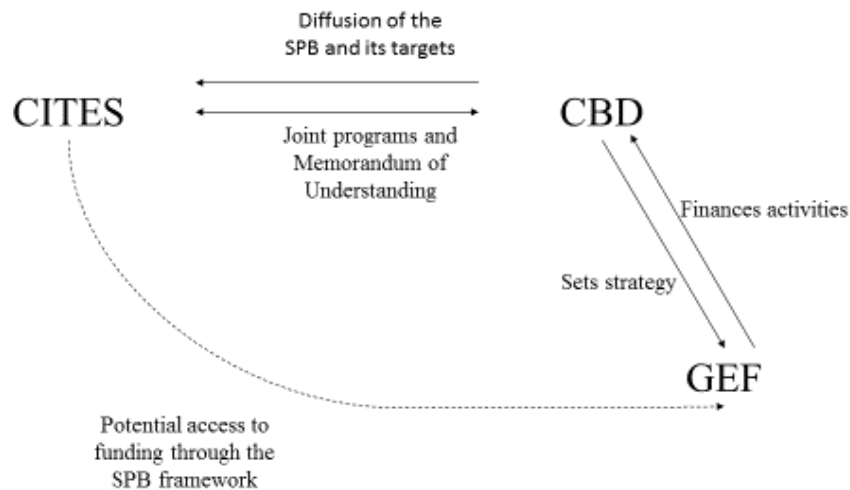 Diffusion of the
SPB and its targets
CITES
CBD
Joint programs and
Memorandum of
Understanding
Finances activities
Sets strategy
GEF
Potential access to
funding through the
SPB framework